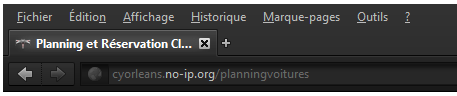 Fichier Édition Affichage Historique Marque-pages Outils ?
Planning et Réservation Cl...
cyorleans.no-ip.org/planningvoitures